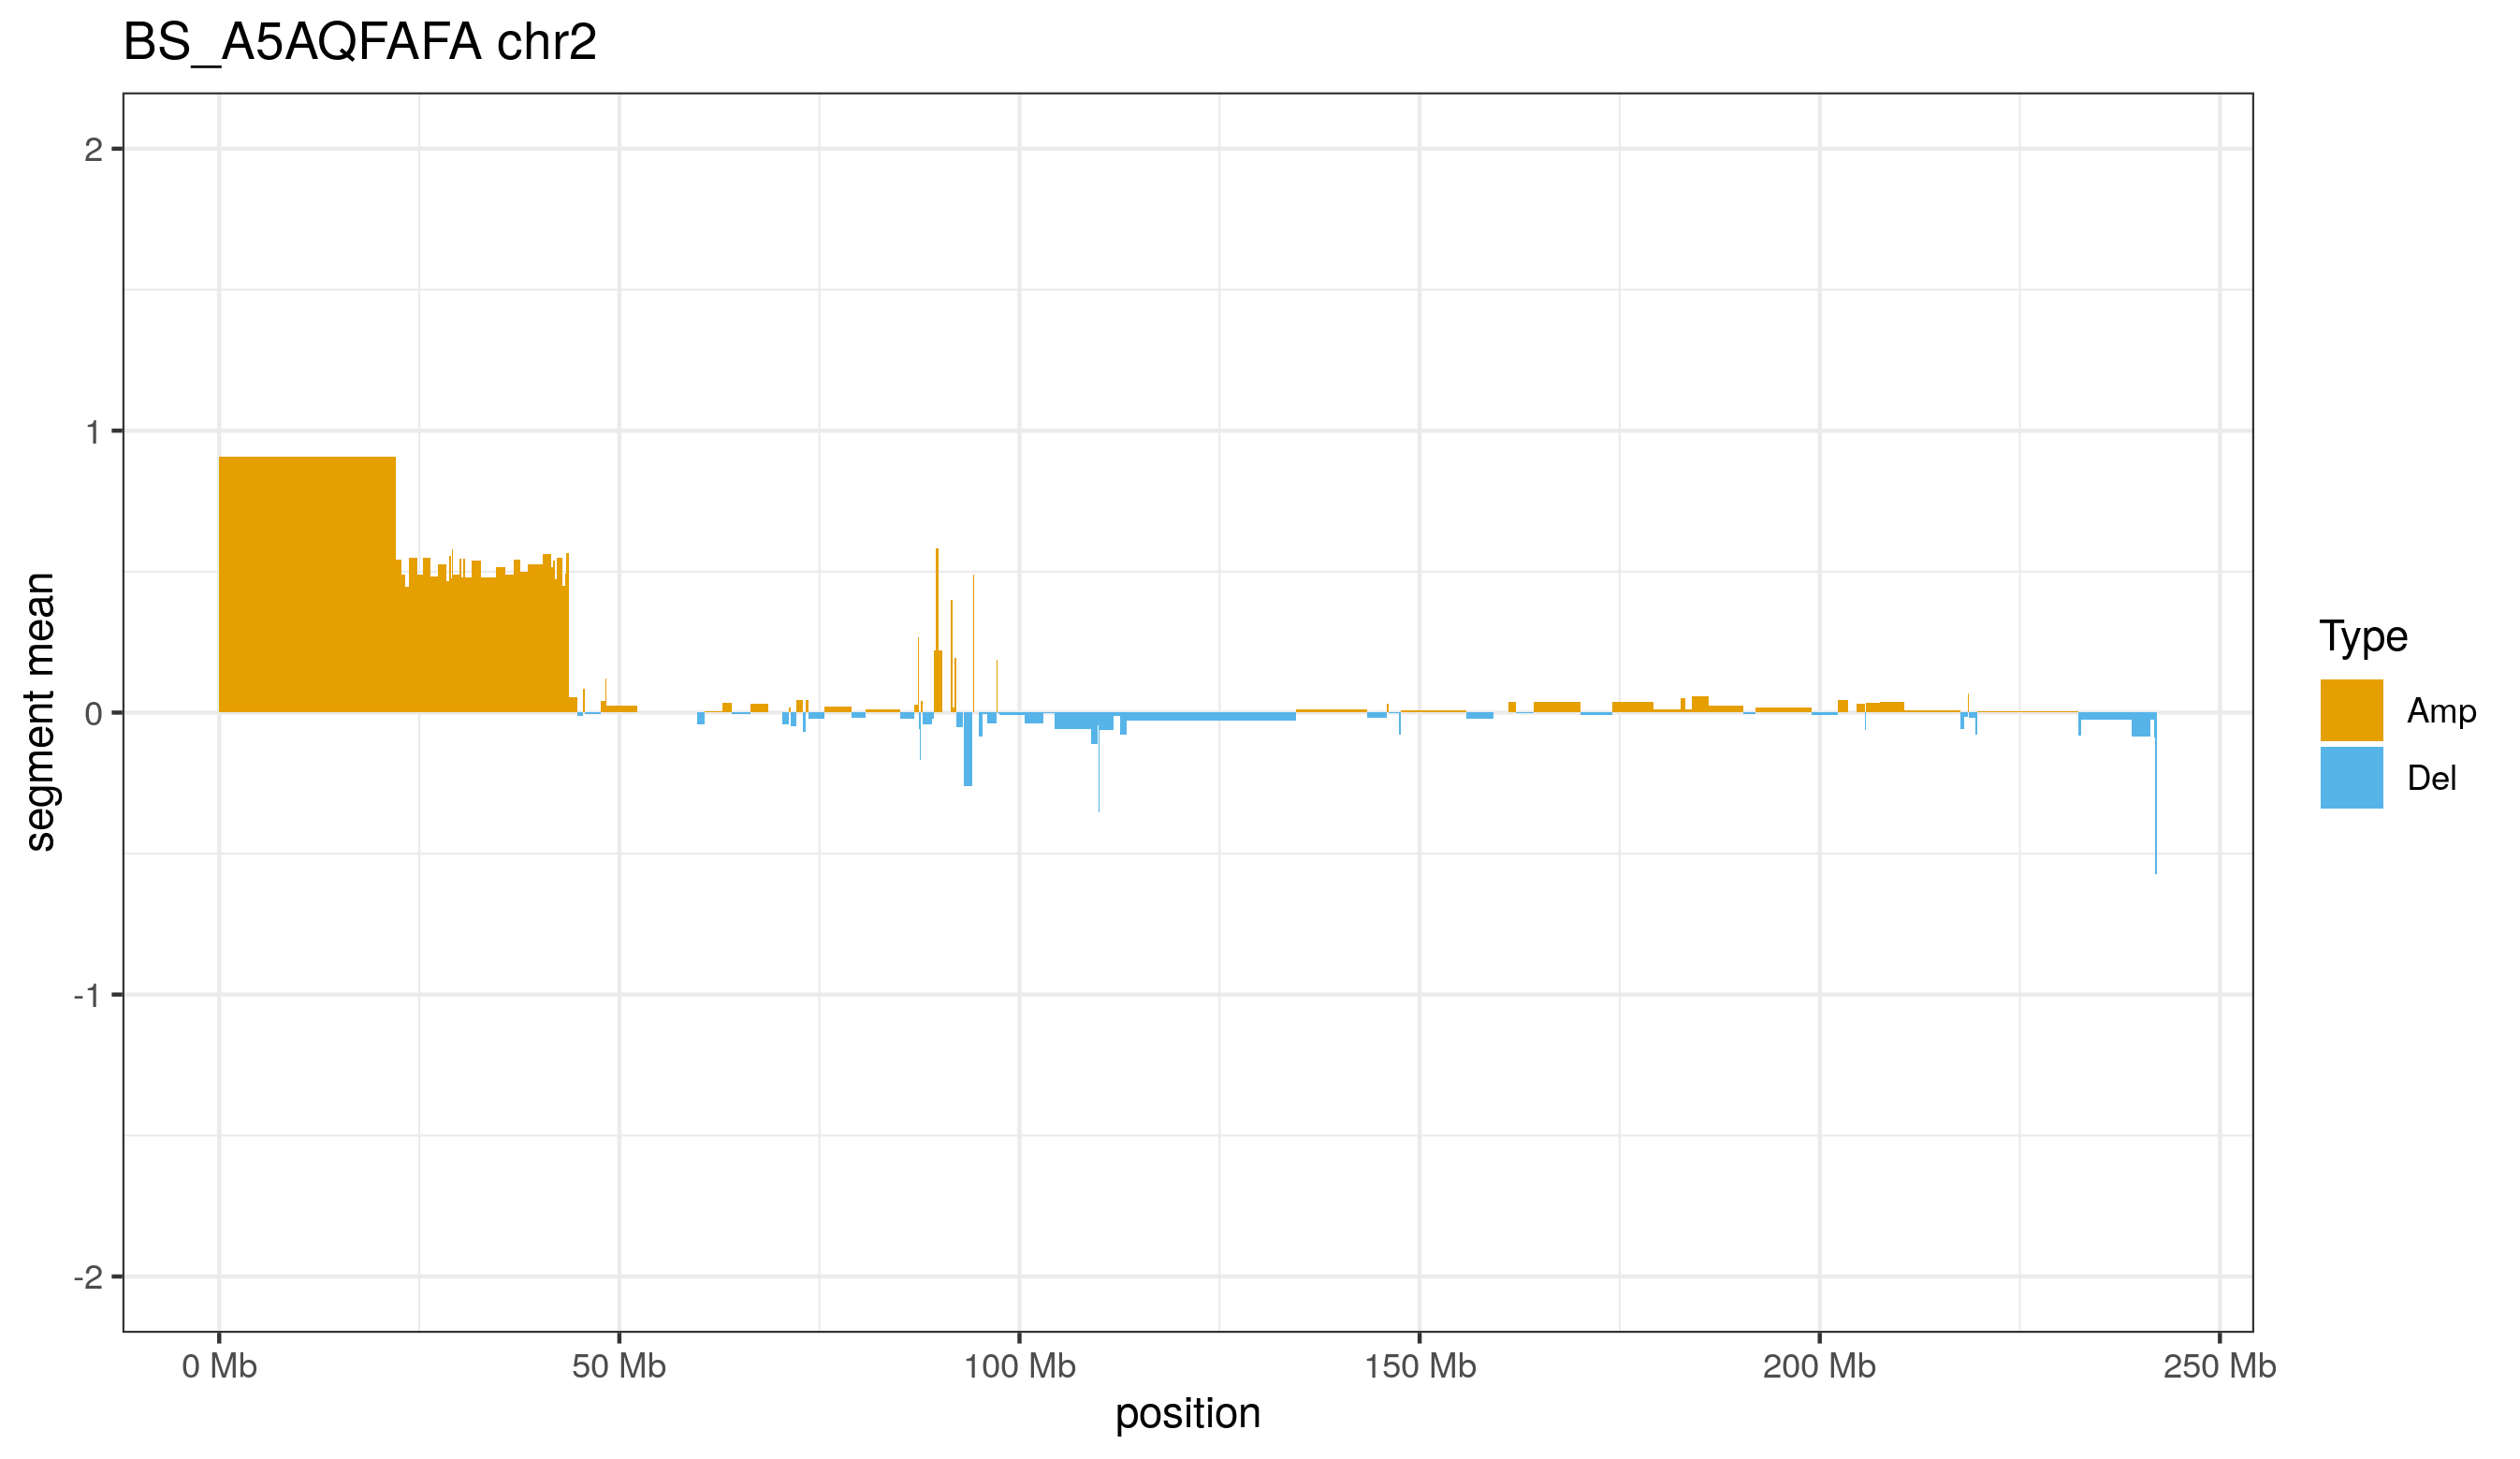 BS_A5AQFAFA chr2
2
1
0
-1
-2
segment mean
0 Mb 50 Mb 100 Mb 150 Mb 200 Mb 250 Mb
position
Type
Amp
Del